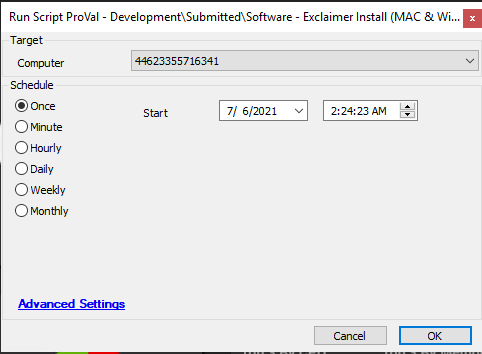 Run Script ProVal - Development\Submitted\Software - Exclaimer Install (MAC & Wi...
Target
Computer 44623355716341
Schedule
Once
Start 7/ 6/2021 2:24:23 AM
Minute
Hourly
Daily
Weekly
Monthly
Advanced Settings
Cancel OK